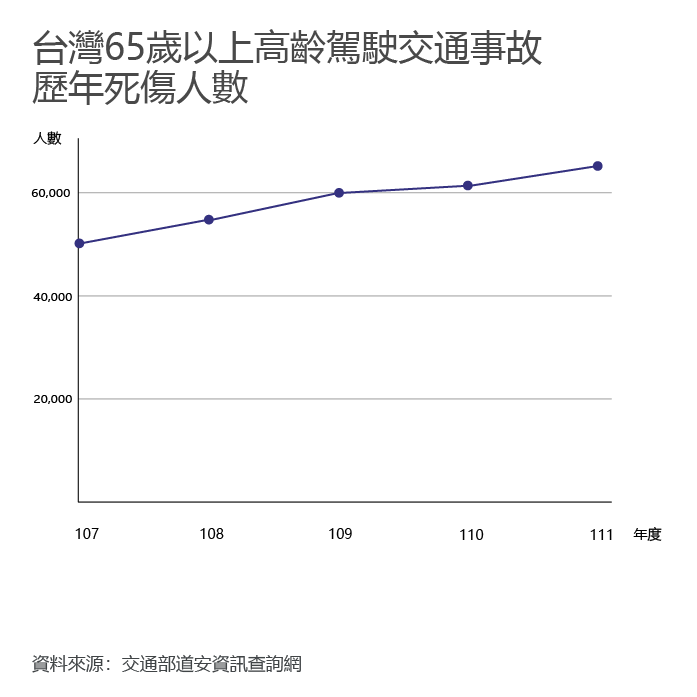 台灣65歲以上高齡駕駛交通事故
歷年死傷人數
人數
60,000
40,000
20,000
107 108 109 110 111 年度
資料來源：交通部道安資訊查詢網